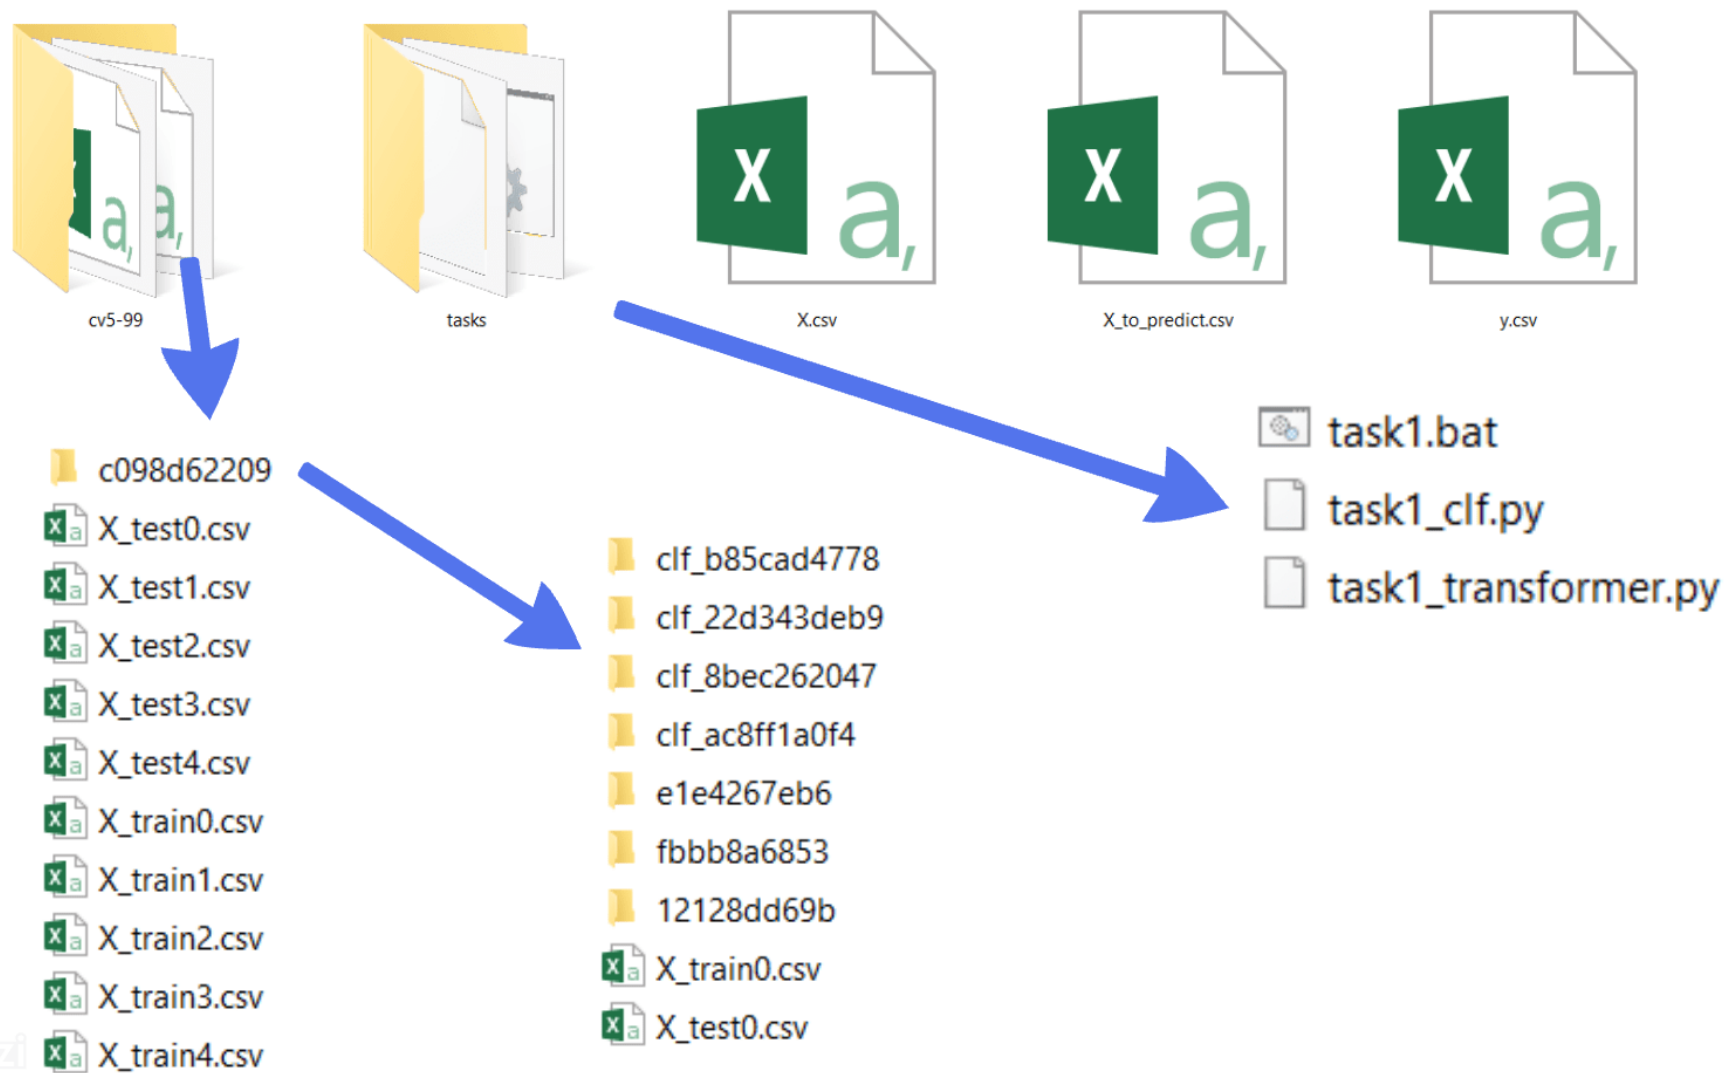 cv5-99
tasks
X.csv
X_to_predict.csv
y.csv
c098d62209
X_test0.csv
X_test1.csv
X_test2.csv
X_test3.csv
X_test4.csv
X_train0.csv
X_train1.csv
X_train2.csv
X_train3.csv
X_train4.csv
clf_b85cad4778
clf_22d343deb9
clf_8bec262047
clf_ac8ff1a0f4
e1e4267eb6
fbbb8a6853
12128dd69b
X_train0.csv
X_test0.csv
task1.bat
task1_clf.py
task1_transformer.py